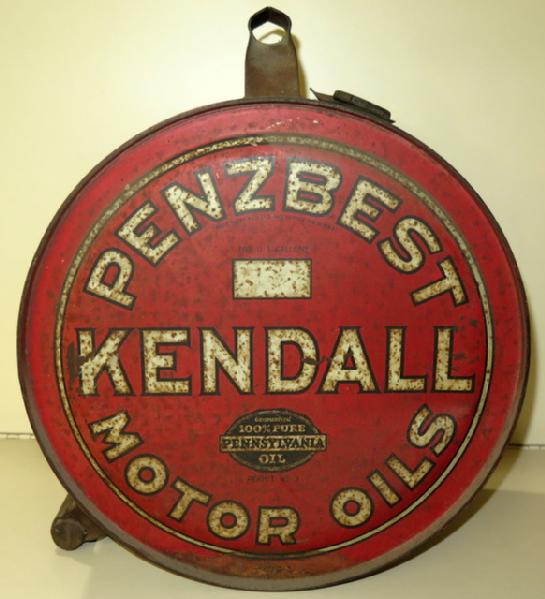 PENZBEST
KENDALL
Guaranteed
100% PURE
PENNSYLVANIA
OIL
MOTOR OILS